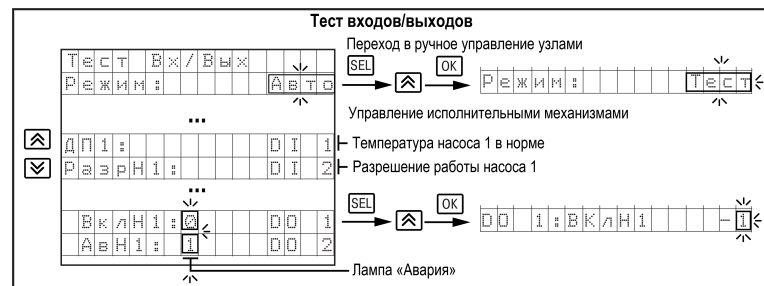 Тест входов/выходов
Переход в ручное управление узлами
Тест Вх/Вых
SEL OK
Режим: Авто
Режим: Тест
Управление исполнительными механизмами
...
ДП1: DI 1
Температура насоса 1 в норме
РазрН1: DI 2
Разрешение работы насоса 1
...
SEL OK
ВклН1:0 DO 1
DO 1:ВКлН1 -1
АвН1: 1 DO 2
Лампа «Авария»